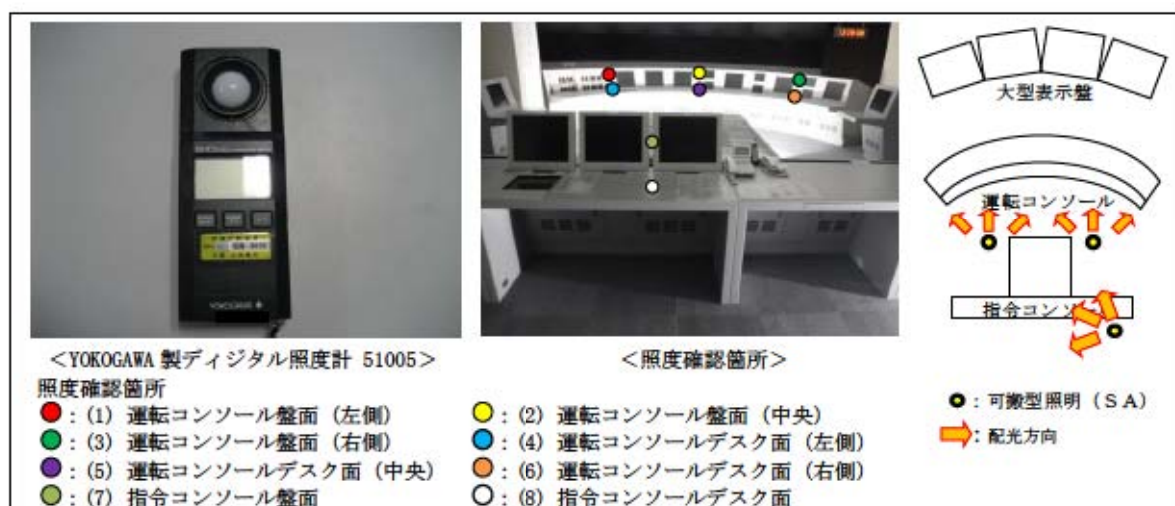 YOKOGAWA
大型表示盤
運転コンソール
指令コンソ
<YOKOGAWA 製ディジタル照度計 51005>
<照度確認箇所>
照度確認箇所
:(1) 運転コンソール盤面(左側)
:(2) 運転コンソール盤面(中央)
:(3) 運転コンソール盤面(右側)
:(4) 運転コンソールデスク面(左側)
:(5) 運転コンソールデスク面(中央)
:(6) 運転コンソールデスク面(右側)
:(7) 指令コンソール盤面
:(8) 指令コンソールデスク面
:可搬型照明(SA)
:配光方向